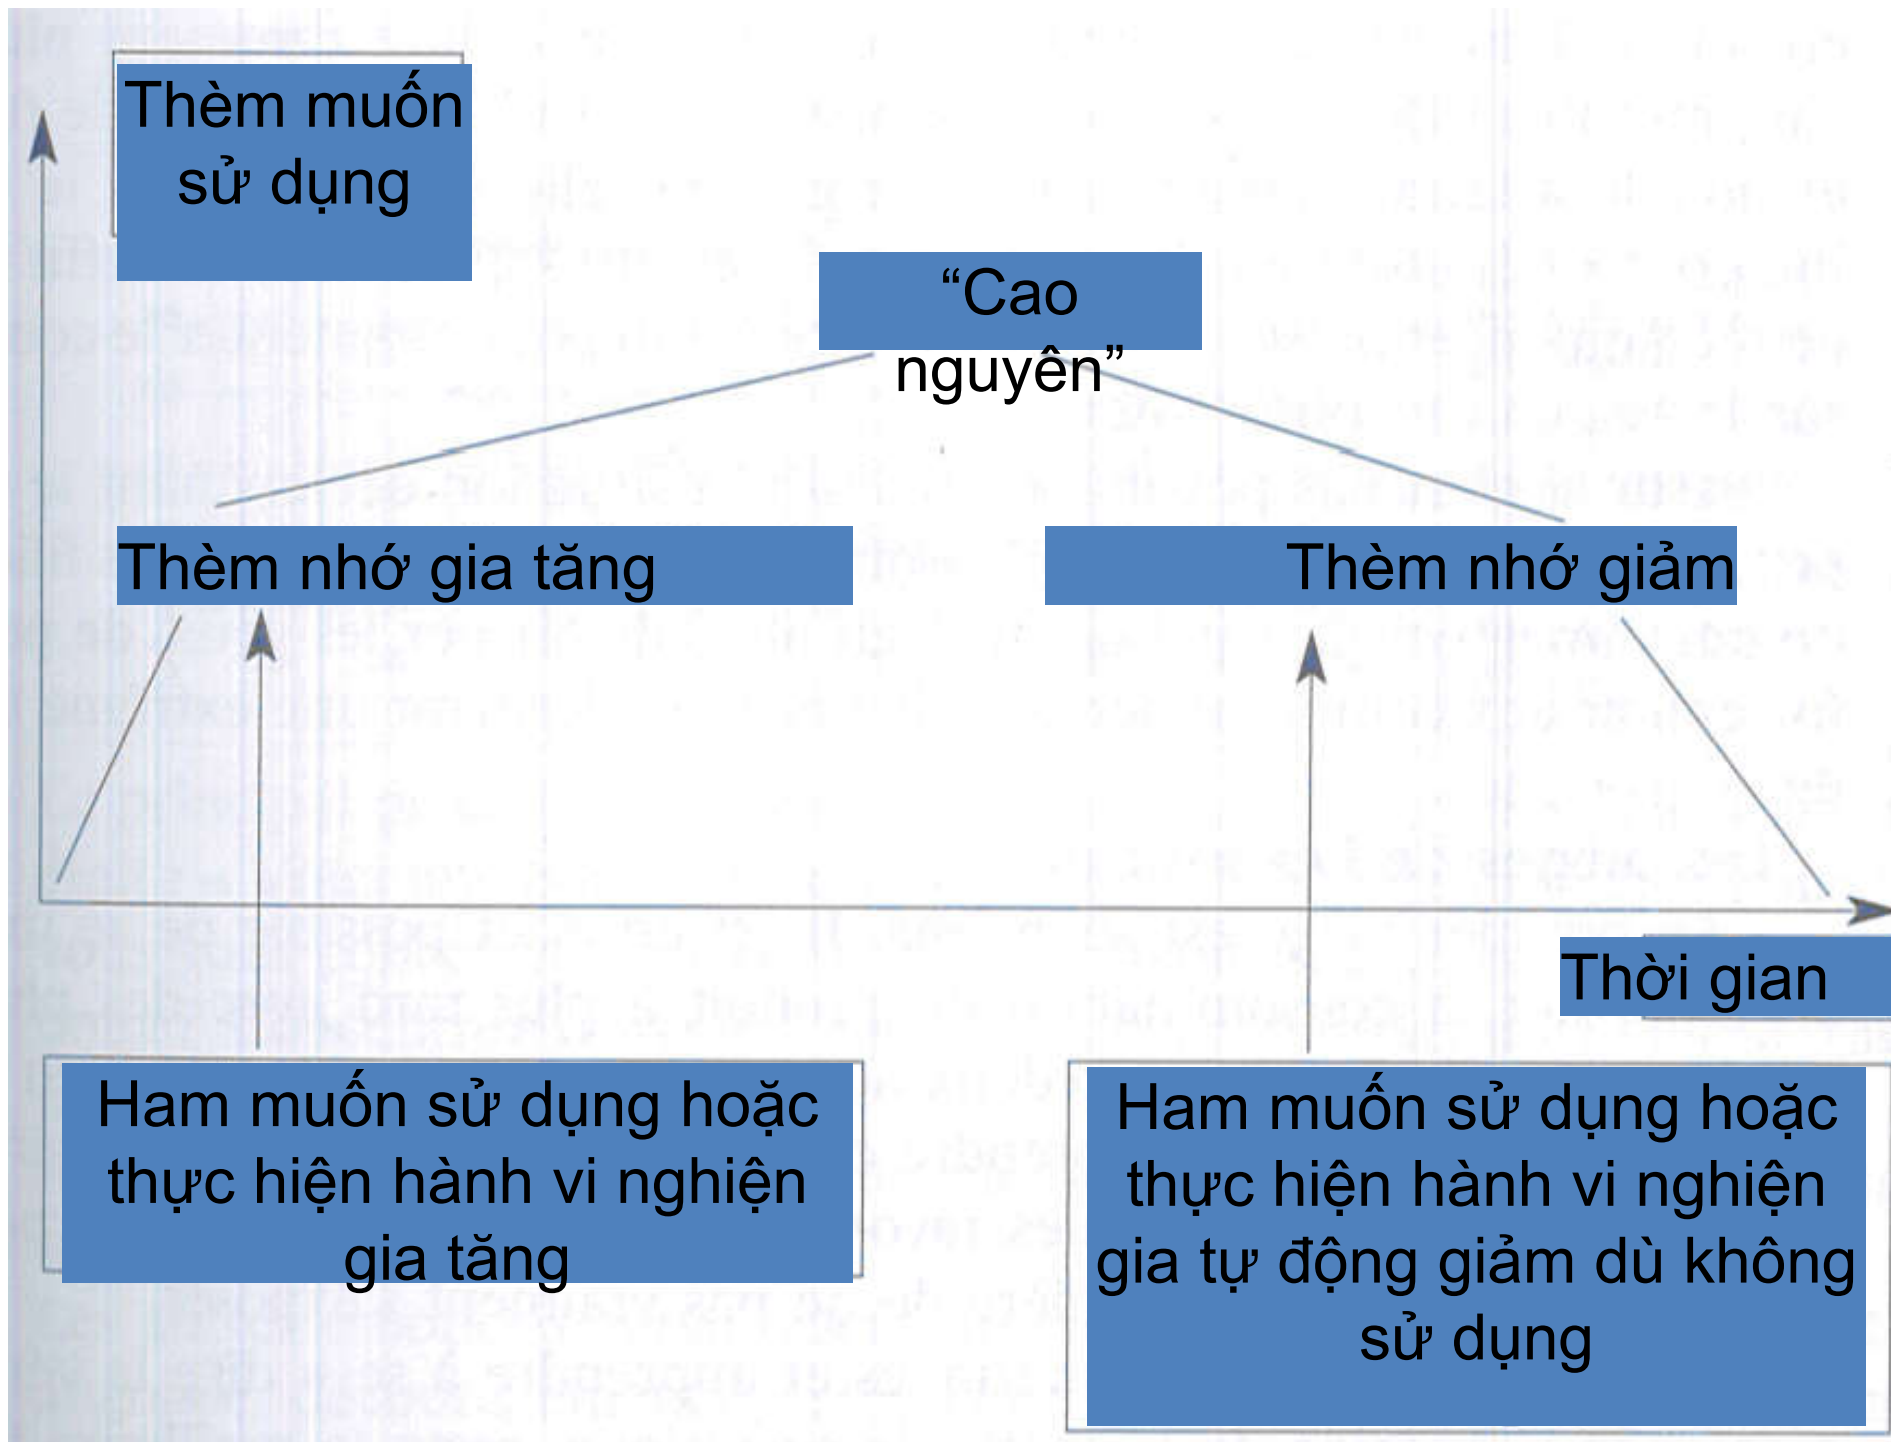 Thèm muốn
sử dụng
“Cao
nguyên”
Thèm nhớ gia tăng
Thèm nhớ giảm
Thời gian
Ham muốn sử dụng hoặc
thực hiện hành vi nghiện
gia tăng
Ham muốn sử dụng hoặc
thực hiện hành vi nghiện
gia tự động giảm dù không
sử dụng